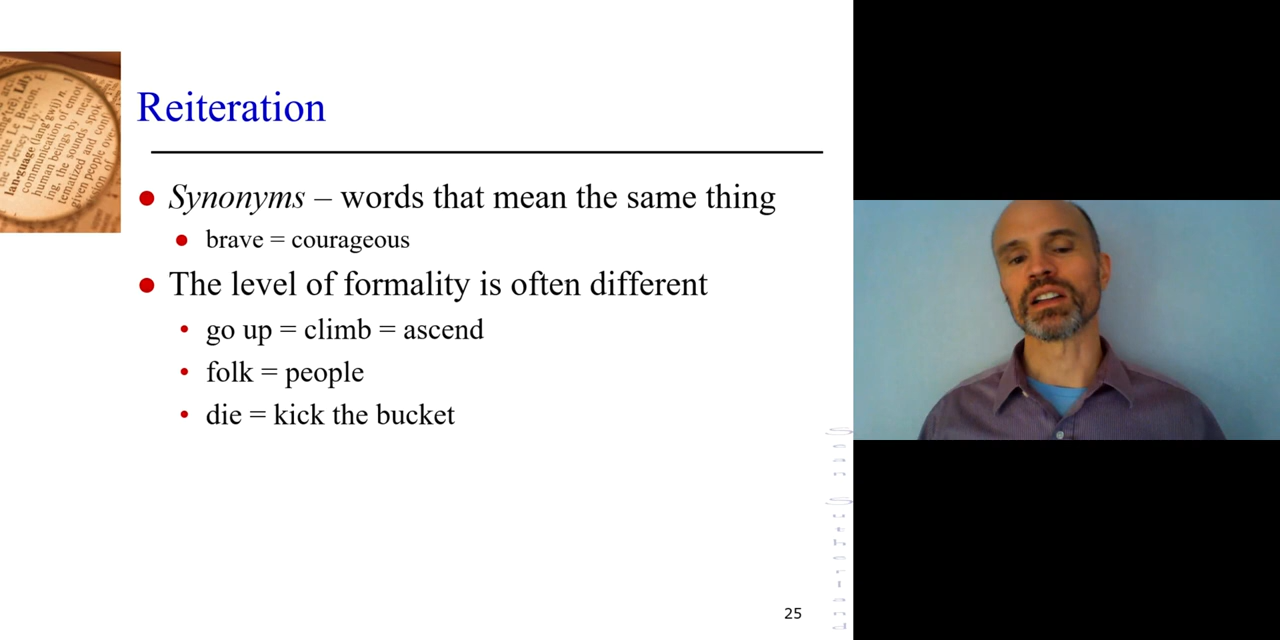 Reiteration
Synonyms – words that mean the same thing
brave = courageous
The level of formality is often different
go up = climb = ascend
folk = people
die = kick the bucket
25